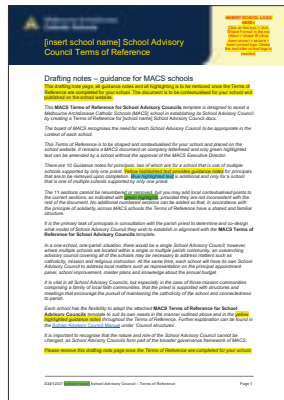 <INSERT SCHOOL LOGO
HERE>
[insert school name] School Advisory
Council Terms of Reference
Drafting notes – guidance for MACS schools
This drafting note page, all guidance notes and all highlighting is to be removed once the Terms of
Reference are completed for your school. The document is to be contextualised for your school and
published on the school website.
This MACS Terms of Reference for School Advisory Councils template is designed to assist a
Melbourne Archdiocese Catholic Schools (MACS) school in establishing its School Advisory Council
by creating a Terms of Reference for [school name] School Advisory Council.
The board of MACS recognises the need for each School Advisory Council to be appropriate in the
context of each school.
This Terms of Reference is to be shaped and contextualised for your school and placed on the
school website. It remains a MACS document on company letterhead and only green highlighted
text can be amended by a school without the approval of the MACS Executive Director.
There are 10 Guidance notes for principals, two of which are for a school that is one of multiple
schools supported by only one priest. Yellow highlighted text provides guidance notes for principals
that are to be removed upon completion. Blue highlighted text is additional and only for a school
that is one of multiple schools supported by only one priest.
The 11 sections cannot be renumbered or removed, but you may add local contextualised points to
the current sections, as indicated with green highlight, provided they are not inconsistent with the
rest of the document. No additional numbered sections can be added so that, in accordance with
the principle of solidarity, across MACS schools the Terms of Reference have a consistent
structure.
It is the primary task of principals in consultation with the parish priest to determine and co-design
what model of School Advisory Council they wish to establish in alignment with the MACS Terms of
Reference for School Advisory Councils template.
In a one-school, one-parish situation, there would be a single School Advisory Council; however,
where multiple schools are located within a single or multiple parish community, an overarching
advisory council covering all of the schools may be necessary to address matters such as
catholicity, mission and religious instruction. At the same time, each school will have its own School
Advisory Council to address local matters such as representation on the principal appointment
panel, school improvement, master plans and knowledge about the annual budget.
It is vital in all School Advisory Councils, but especially in the case of those mission communities
comprising a family of local faith communities, that the priest is supported with structures and
meetings that encourage the pursuit of maintaining the catholicity of the school and connectedness
to parish.
Each school has the flexibility to adapt the attached MACS Terms of Reference for School
Advisory Councils template to suit its own needs in the manner outlined above and in the yellow
highlighted guidance notes throughout the Terms of Reference. Further explanation can be found in
the School Advisory Council Manual under 'Council structures'.
It is important to recognise that the nature and role of the School Advisory Council cannot be
changed, as School Advisory Councils form part of the broader governance framework of MACS.
Please remove this drafting note page once the Terms of Reference are completed for your school.
School Advisory Council – Terms of Reference
Page 1